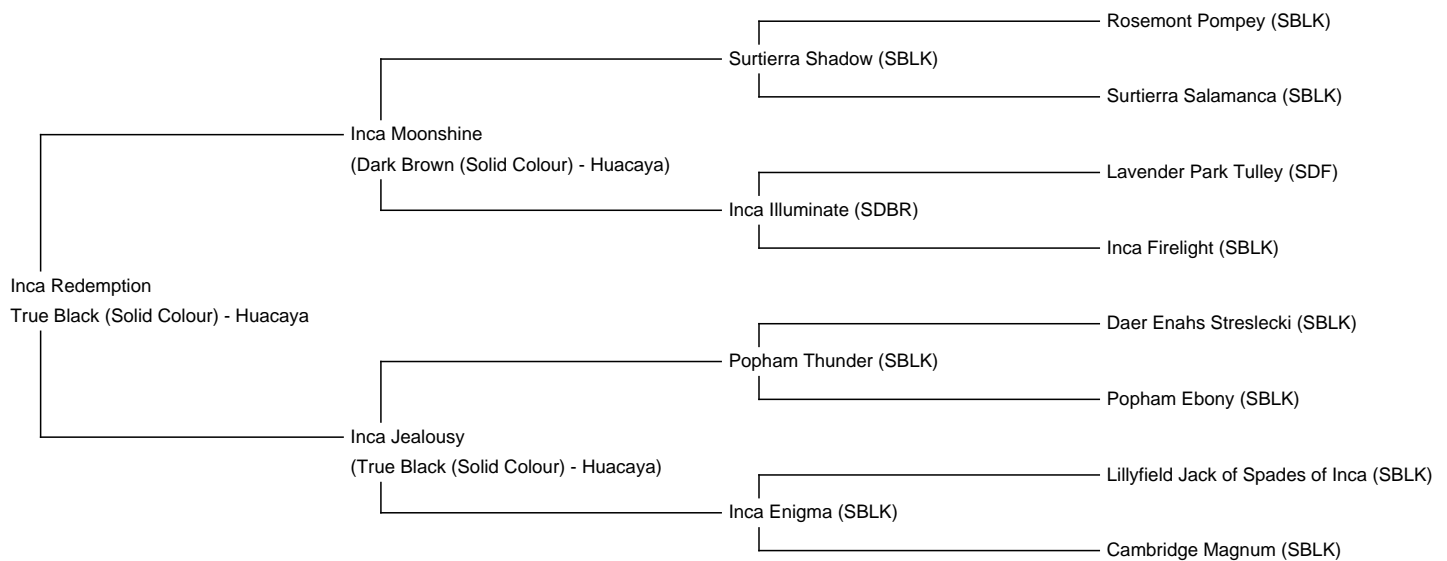 Rosemont Pompey (SBLK)
Surtierra Shadow (SBLK)
Surtierra Salamanca (SBLK)
Inca Moonshine
(Dark Brown (Solid Colour) - Huacaya)
Lavender Park Tulley (SDF)
Inca Illuminate (SDBR)
Inca Firelight (SBLK)
Inca Redemption
True Black (Solid Colour) - Huacaya
Daer Enahs Streslecki (SBLK)
Popham Thunder (SBLK)
Popham Ebony (SBLK)
Inca Jealousy
(True Black (Solid Colour) - Huacaya)
Lillyfield Jack of Spades of Inca (SBLK)
Inca Enigma (SBLK)
Cambridge Magnum (SBLK)